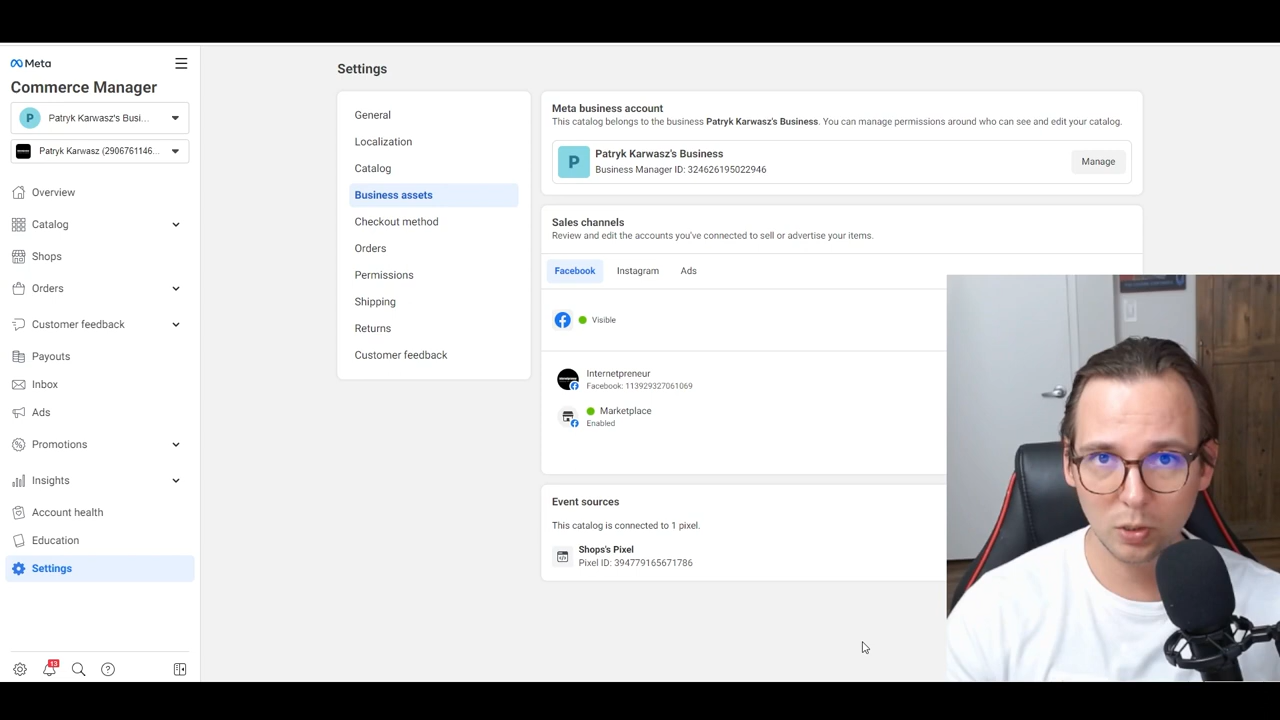 Meta
Commerce Manager
P
Patryk Karwasz's Busi...
Patryk Karwasz (2906761146...
Overview
Catalog
Shops
Orders
Customer feedback
Payouts
Inbox
Ads
Promotions
Insights
Account health
Education
Settings
13
Settings
General
Localization
Catalog
Business assets
Checkout method
Orders
Permissions
Shipping
Returns
Customer feedback
Meta business account
This catalog belongs to the business Patryk Karwasz's Business. You can manage permissions around who can see and edit your catalog.
P
Patryk Karwasz's Business
Business Manager ID: 324626195022946
Manage
Sales channels
Review and edit the accounts you've connected to sell or advertise your items.
Facebook
Instagram
Ads
Visible
Internetpreneur
Facebook: 113929327061069
Marketplace
Enabled
Event sources
This catalog is connected to 1 pixel.
Shops's Pixel
Pixel ID: 394779165671786